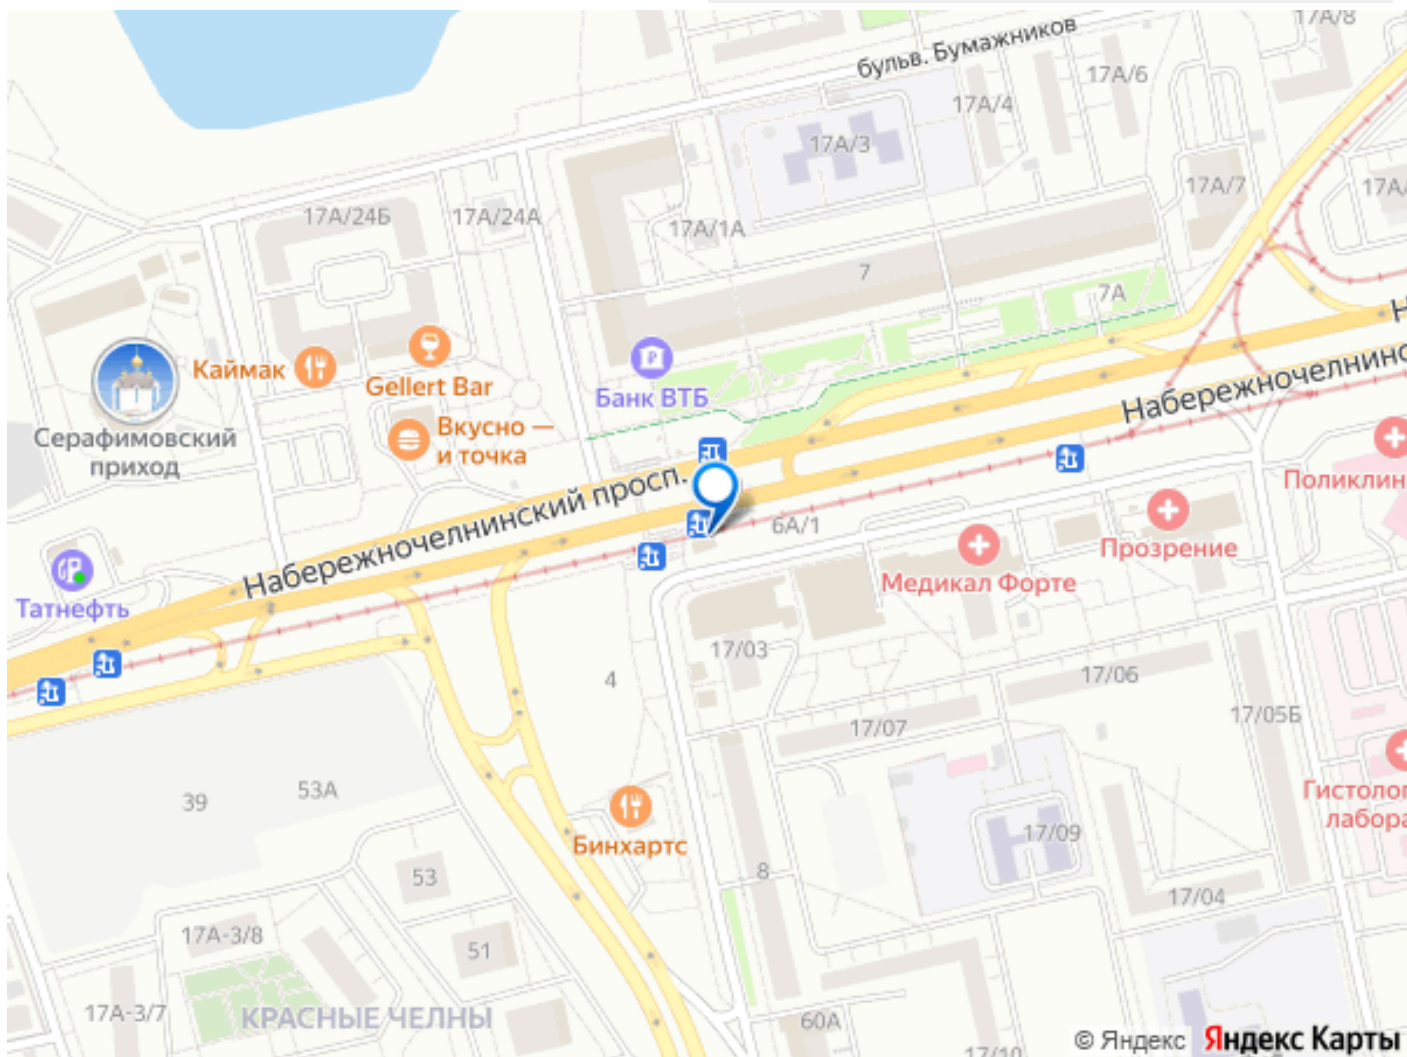 17А/8
бульв. Бумажников
17А/6
17А/4
17А/3
17А/7
17А/24Б
17А/24А
17А/1А
7
7А
Каймак
Gellert Bar
Банк ВТБ
Вкусно —
и точка
Серафимовский
приход
Набережночелнинский просп.
6А/1
Прозрение
Медикал Форте
Татнефть
17/03
4
17/06
17/07
17/05Б
39
53А
Бинхартс
17/09
53
8
17/04
17А-3/8
51
17А-3/7
КРАСНЫЕ ЧЕЛНЫ
60А
17/10
© Яндекс Яндекс Карты